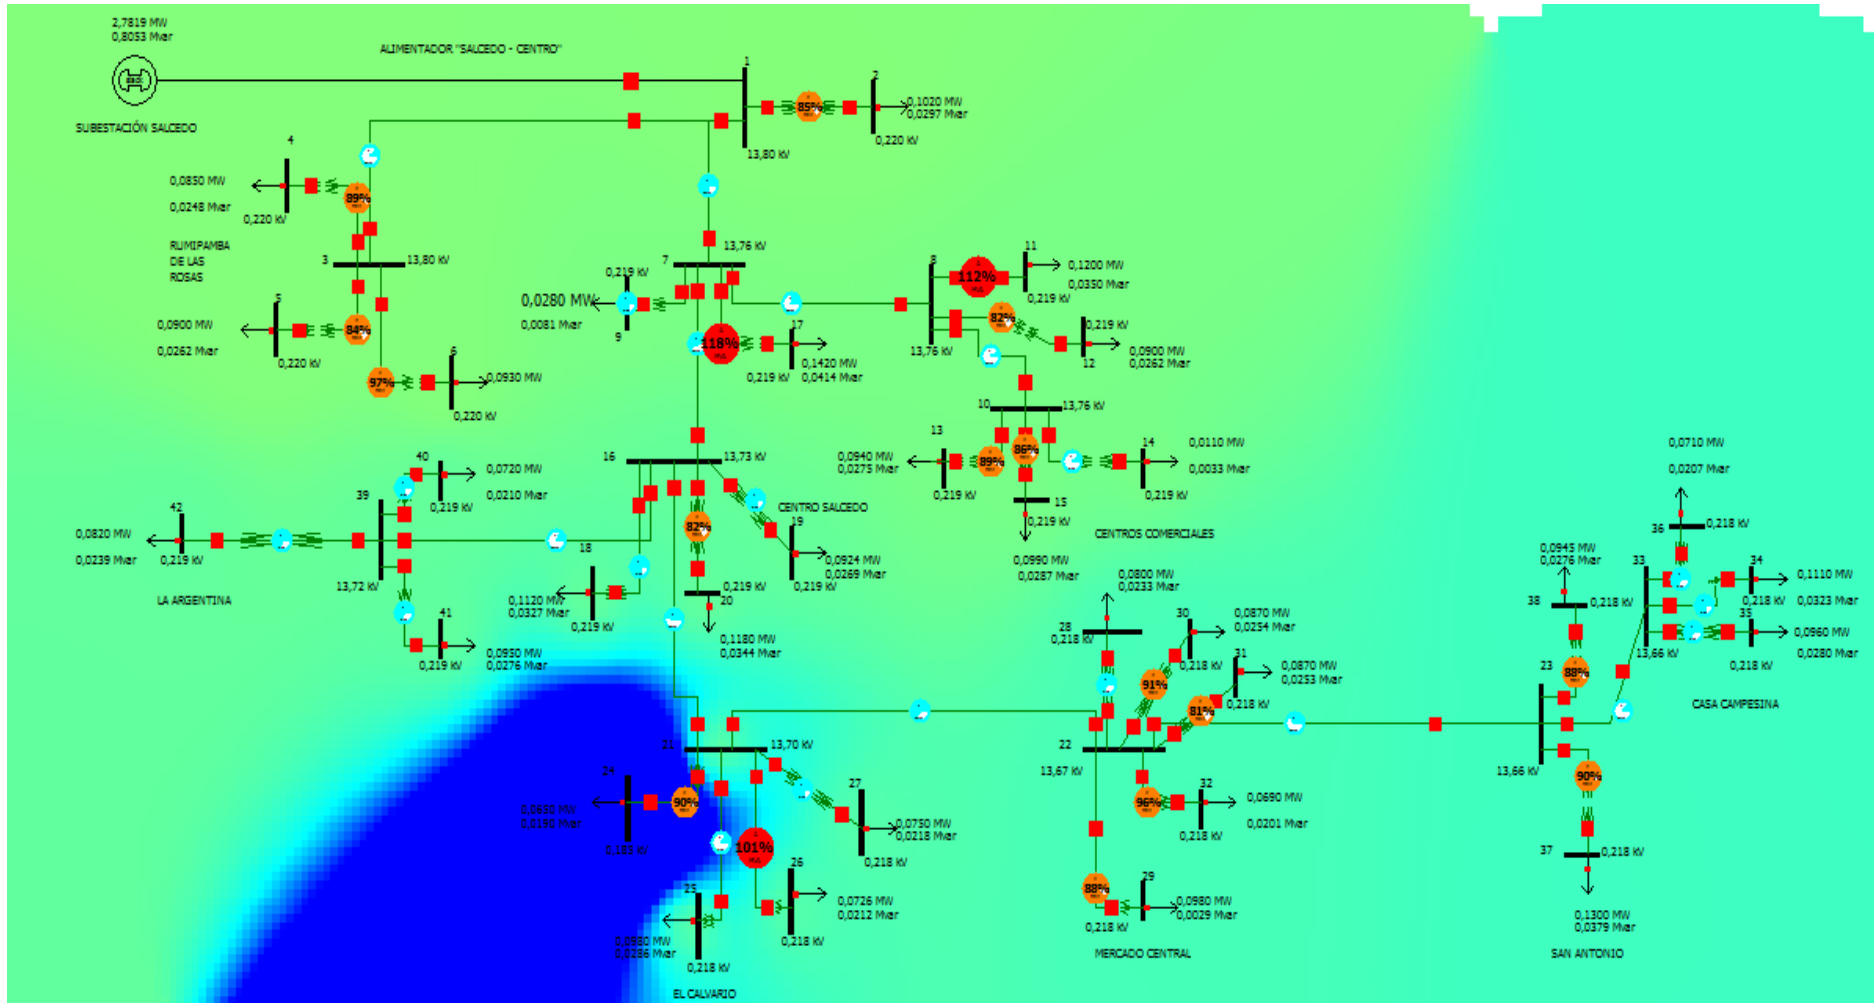 2,7819 MW
0,8053 Mvar
ALIMENTADOR "SALCEDO - CENTRO"
SUBESTACIÓN SALCEDO
1
13,80 kV
85%
2
0,1020 MW
0,0297 Mvar
0,220 kV
4
0,0850 MW
0,0248 Mvar
0,220 kV
89%
RUMIPAMBA
DE LAS
ROSAS
3
13,80 kV
5
0,0900 MW
0,0262 Mvar
0,220 kV
84%
97%
6
0,0930 MW
0,220 kV
7
13,76 kV
0,219 kV
0,0280 MW
0,0081 Mvar
9
118%
17
0,1420 MW
0,0414 Mvar
0,219 kV
8
13,76 kV
112%
11
0,1200 MW
0,0350 Mvar
0,219 kV
82%
0,219 kV
12
0,0900 MW
0,0262 Mvar
10
13,76 kV
13
0,0940 MW
0,0275 Mvar
0,219 kV
89%
86%
14
0,0110 MW
0,0033 Mvar
0,219 kV
15
0,219 kV
0,0990 MW
0,0287 Mvar
CENTROS COMERCIALES
16
13,73 kV
CENTRO SALCEDO
82%
19
0,0924 MW
0,0269 Mvar
0,219 kV
18
0,1120 MW
0,0327 Mvar
0,219 kV
0,219 kV
20
0,1180 MW
0,0344 Mvar
40
0,0720 MW
0,0210 Mvar
0,219 kV
39
13,72 kV
42
0,0820 MW
0,0239 Mvar
0,219 kV
LA ARGENTINA
41
0,0950 MW
0,0276 Mvar
0,219 kV
21
13,70 kV
24
0,0650 MW
0,0190 Mvar
0,185 kV
90%
101%
25
0,0980 MW
0,0286 Mvar
0,218 kV
26
0,0726 MW
0,0212 Mvar
0,218 kV
27
0,0750 MW
0,0218 Mvar
0,218 kV
EL CALVARIO
22
13,67 kV
0,0800 MW
0,0233 Mvar
28
0,218 kV
30
0,0870 MW
0,0254 Mvar
0,218 kV
91%
31
0,0870 MW
0,0253 Mvar
0,218 kV
81%
96%
32
0,0690 MW
0,0201 Mvar
0,218 kV
88%
29
0,0980 MW
0,0029 Mvar
0,218 kV
MERCADO CENTRAL
23
13,66 kV
0,0945 MW
0,0276 Mvar
38
0,218 kV
88%
90%
37
0,218 kV
0,1300 MW
0,0379 Mvar
SAN ANTONIO
33
13,66 kV
0,0710 MW
0,0207 Mvar
36
0,218 kV
34
0,1110 MW
0,0323 Mvar
0,218 kV
35
0,0960 MW
0,0280 Mvar
0,218 kV
CASA CAMPESINA